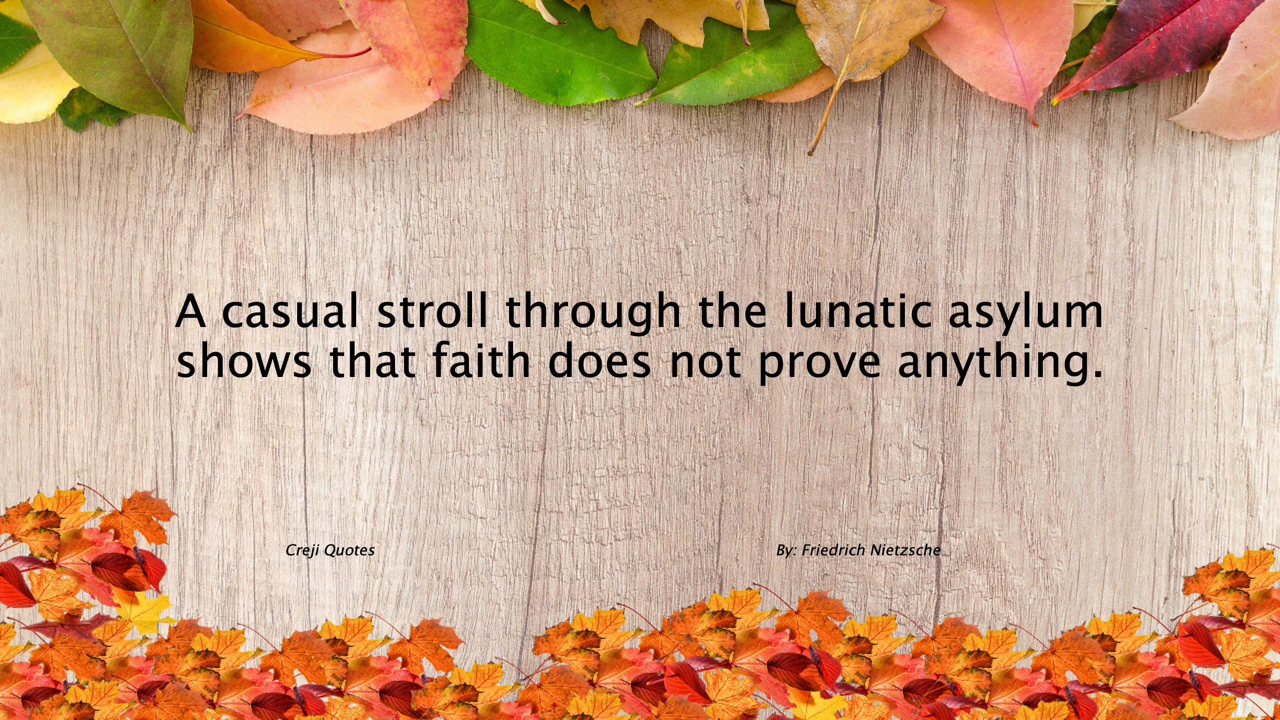 A casual stroll through the lunatic asylum
shows that faith does not prove anything.
Creji Quotes
By: Friedrich Nietzsche